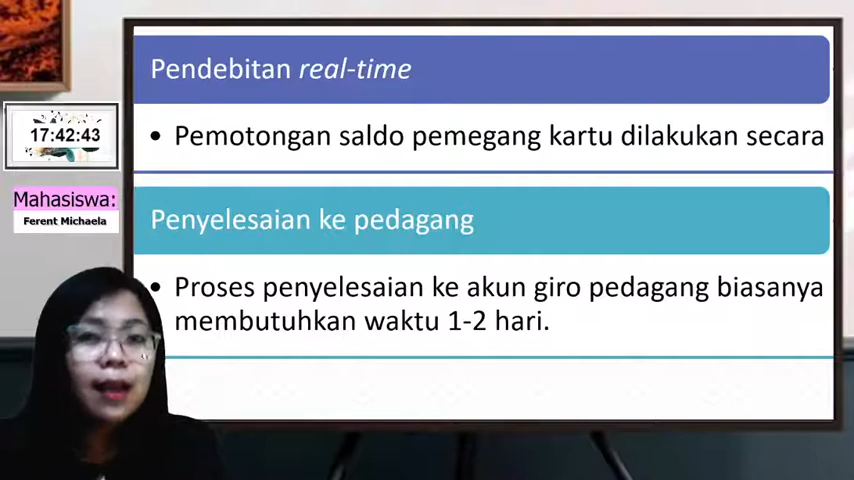 Pendebitan real-time
17:42:43
• Pemotongan saldo pemegang kartu dilakukan secara
Mahasiswa:
Ferent Michaela
Penyelesaian ke pedagang
• Proses penyelesaian ke akun giro pedagang biasanya
membutuhkan waktu 1-2 hari.